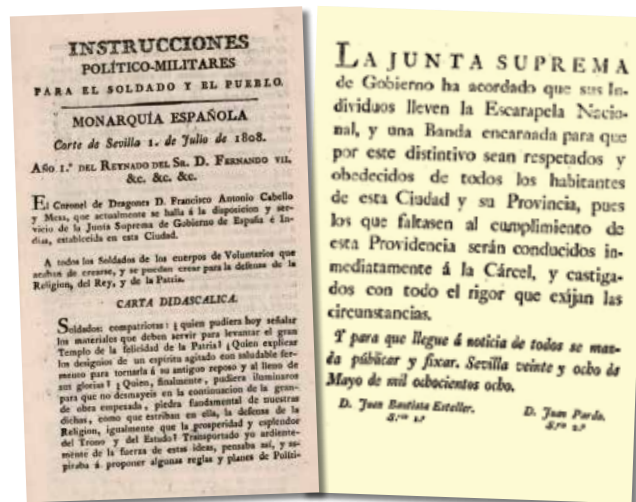 INSTRUCCIONES
POLÍTICO-MILITARES
PARA EL SOLDADO Y EL PUEBLO.
MONARQUÍA ESPAÑOLA
Corte de Sevilla 1. de Julio de 1808.
AÑO 1.º DEL REYNADO DEL SR. D. FERNANDO VII,
&c. &c. &c.
El Coronel de Dragones D. Francisco Antonio Cabello
y Mesa, que actualmente se halla á la disposicion y ser-
vicio de la Junta Suprema de Gobierno de España é In-
dias, establecida en esta Ciudad.
A todos los Soldados de los cuerpos de Voluntarios que
acaban de crearse, y se puedan crear para la defensa de la
Religion, del Rey, y de la Patria.
CARTA DIDASCALICA.
Soldados: compatriotas: ¡ quien pudiera hoy señalar
los materiales que deben servir para levantar el gran
Templo de la felicidad de la Patria! ¡ Quien explicar
los designios de un espiritu agitado con saludable fer-
mento para tornarla á su antiguo reposo y al lleno de
sus glorias! ¡ Quien, finalmente, pudiera iluminaros
para que no desmayeis en la continuacion de la gran-
de obra empezada, piedra fundamental de nuestras
dichas, como que estriban en ella, la defensa de la
Religion, igualmente que la prosperidad y esplendor
del Trono y del Estado! Transportado yo ardiente-
mente de la fuerza de estas ideas, pensaba así, y as-
piraba á proponer algunas reglas y planes de Políti-
LA JUNTA SUPREMA
de Gobierno ha acordado que sus In-
dividuos lleven la Escarapela Nacio-
nal, y una Banda encarnada para que
por este distintivo sean respetados y
obedecidos de todos los habitantes
de esta Ciudad y su Provincia, pues
los que faltasen al cumplimiento de
esta Providencia serán conducidos in-
mediatamente á la Cárcel, y castiga-
dos con todo el rigor que exijan las
circunstancias.
Y para que llegue á noticia de todos se man-
da públicar y fixar. Sevilla veinte y ocho de
Mayo de mil ochocientos ocho.
D. Juan Bautista Esteller. D. Juan Pardo.
S.rio 1.º S.rio 2.º